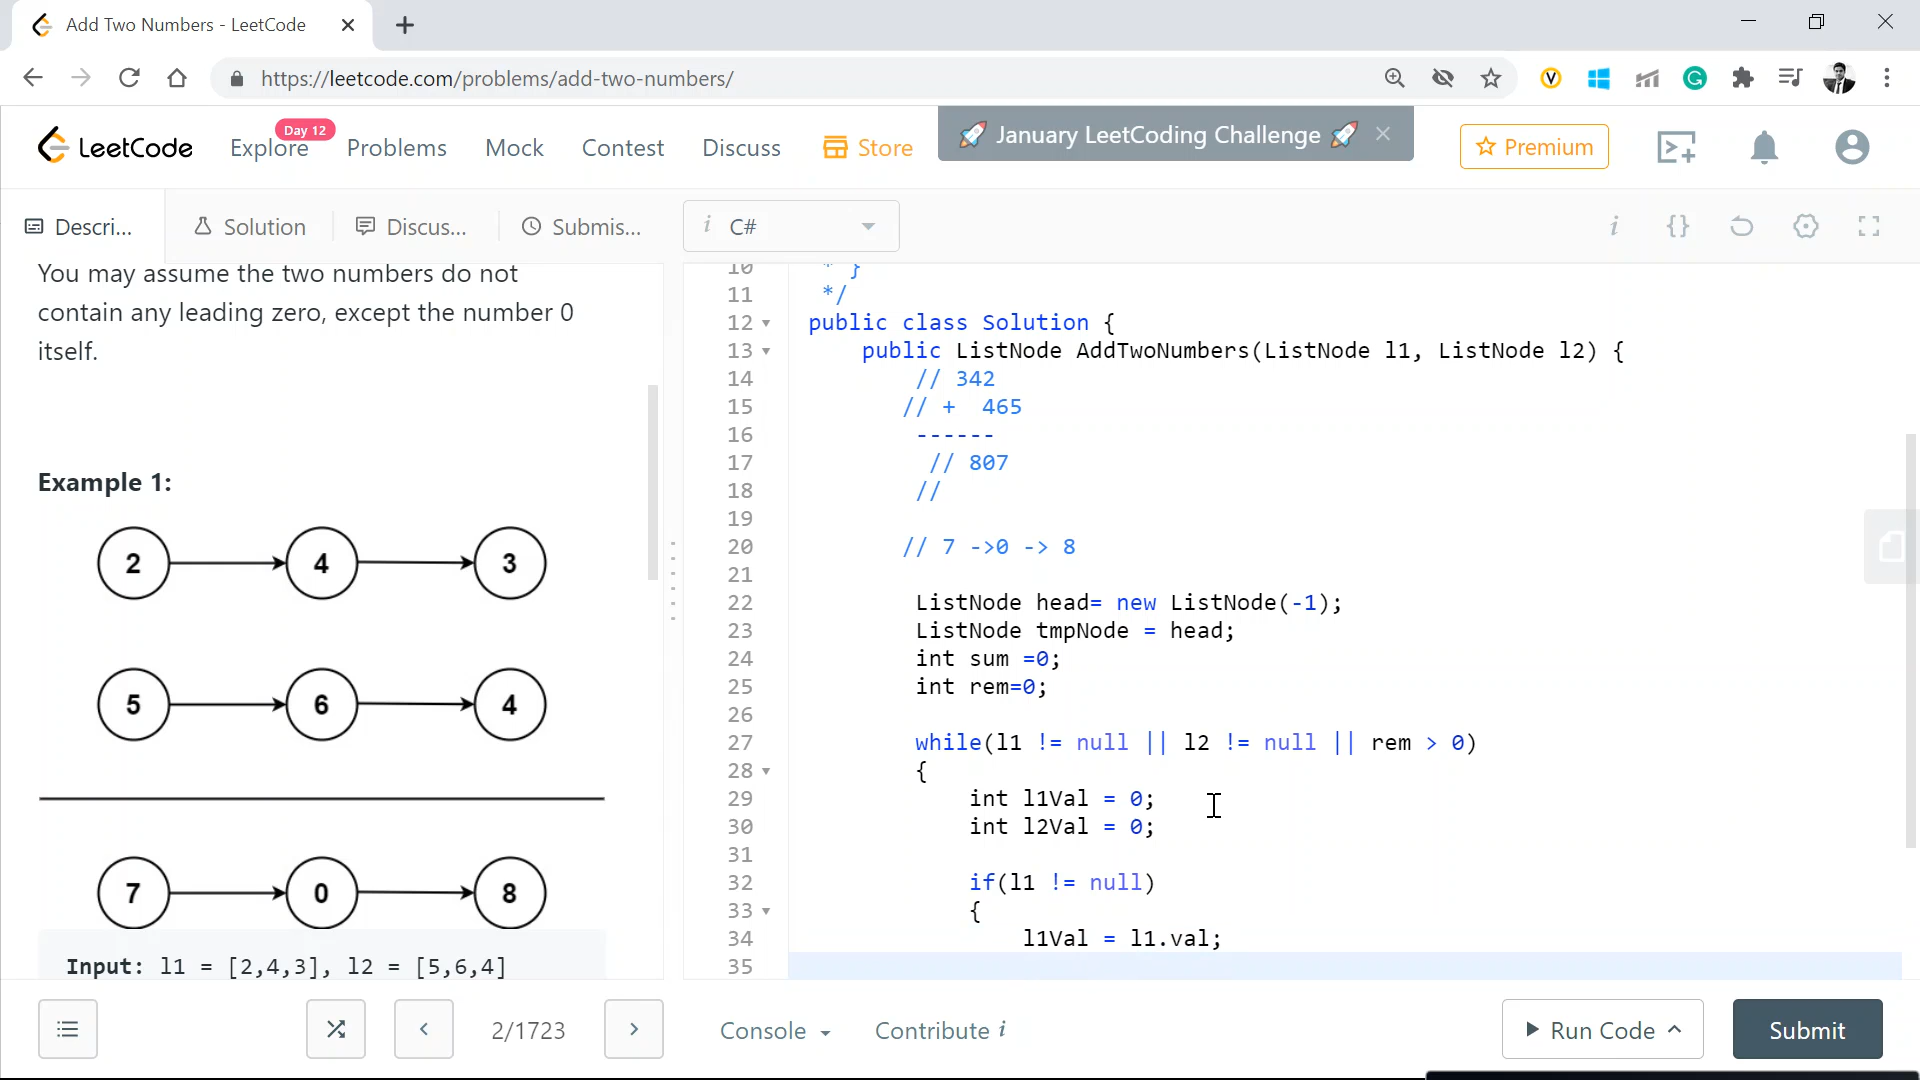 Add Two Numbers - LeetCode
https://leetcode.com/problems/add-two-numbers/
LeetCode
Explore
Day 12
Problems
Mock
Contest
Discuss
Store
🚀 January LeetCoding Challenge 🚀
Premium
Descri...
Solution
Discus...
Submis...
i C#
i {}
You may assume the two numbers do not
contain any leading zero, except the number 0
itself.
Example 1:
2 4 3
5 6 4
7 0 8
Input: l1 = [2,4,3], l2 = [5,6,4]
10 * }
11 */
12 public class Solution {
13 public ListNode AddTwoNumbers(ListNode l1, ListNode l2) {
14 // 342
15 // + 465
16 ------
17 // 807
18 //
19
20 // 7 ->0 -> 8
21
22 ListNode head= new ListNode(-1);
23 ListNode tmpNode = head;
24 int sum =0;
25 int rem=0;
26
27 while(l1 != null || l2 != null || rem > 0)
28 {
29 int l1Val = 0;
30 int l2Val = 0;
31
32 if(l1 != null)
33 {
34 l1Val = l1.val;
35
2/1723
Console
Contribute i
Run Code
Submit